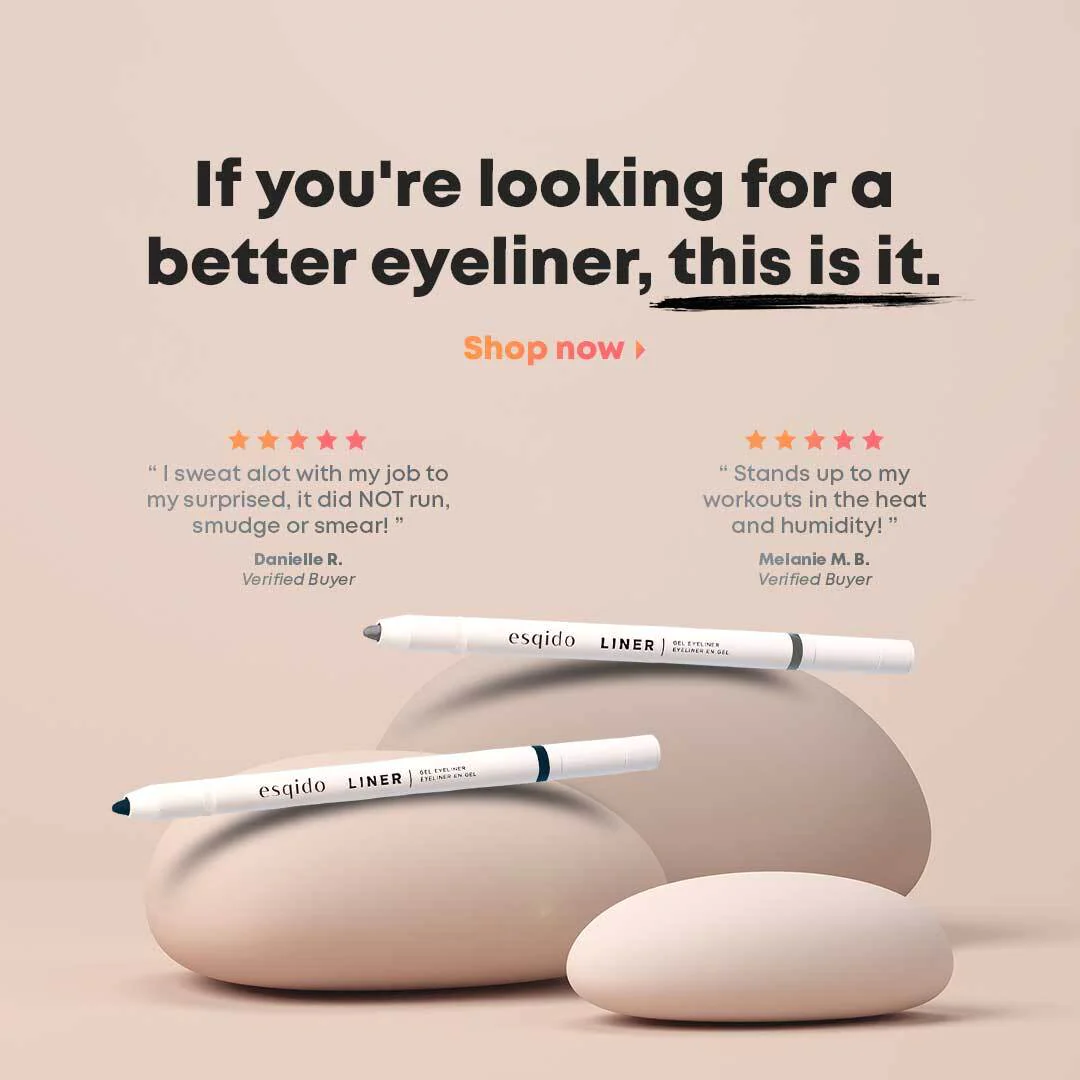 If you're looking for a
better eyeliner, this is it.
Shop now
“ I sweat alot with my job to
my surprised, it did NOT run,
smudge or smear! ”
Danielle R.
Verified Buyer
“ Stands up to my
workouts in the heat
and humidity! ”
Melanie M. B.
Verified Buyer
esqido LINER) GEL EYELINER
EYELINER EN GEL
esqido LINER) GEL EYELINER
EYELINER EN GEL